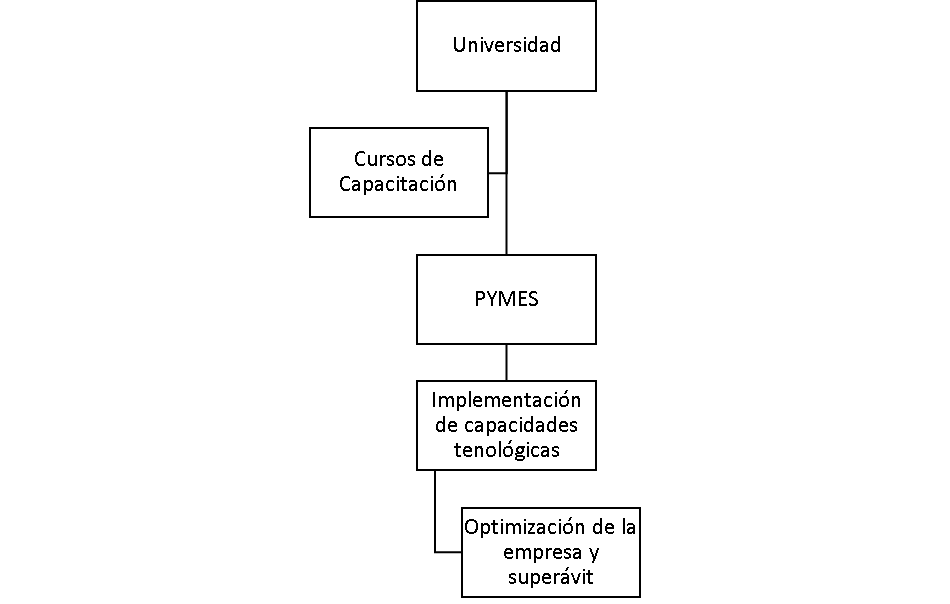 Universidad
Cursos de
Capacitación
PYMES
Implementación
de capacidades
tenológicas
Optimización de la
empresa y
superávit